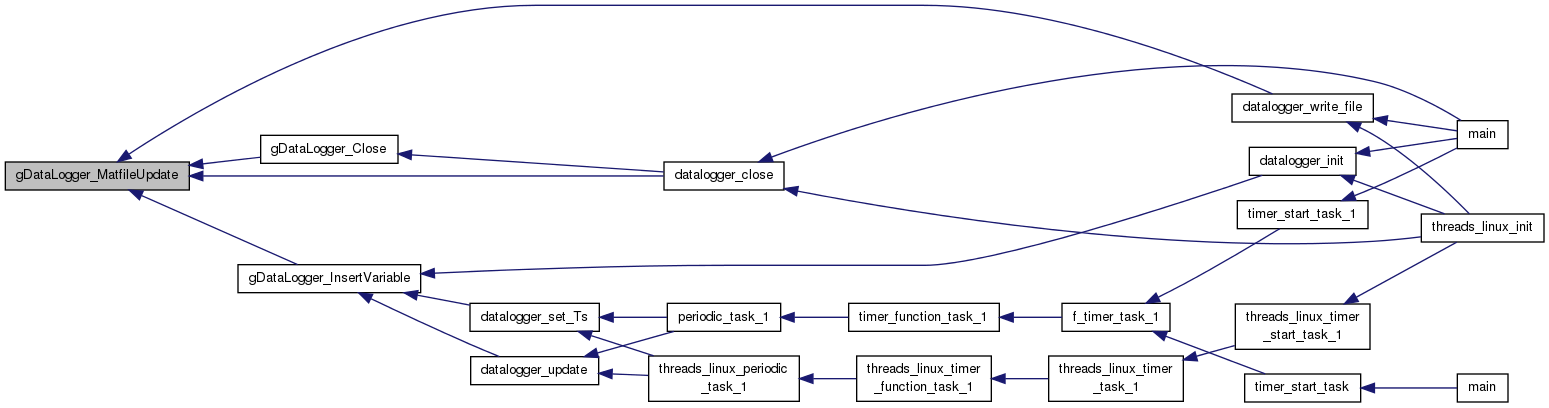 gDataLogger_MatfileUpdate
gDataLogger_Close
gDataLogger_InsertVariable
datalogger_set_Ts
datalogger_update
datalogger_close
periodic_task_1
threads_linux_periodic
_task_1
timer_function_task_1
threads_linux_timer
_function_task_1
f_timer_task_1
threads_linux_timer
_task_1
datalogger_write_file
datalogger_init
timer_start_task_1
threads_linux_timer
_start_task_1
timer_start_task
main
threads_linux_init
main